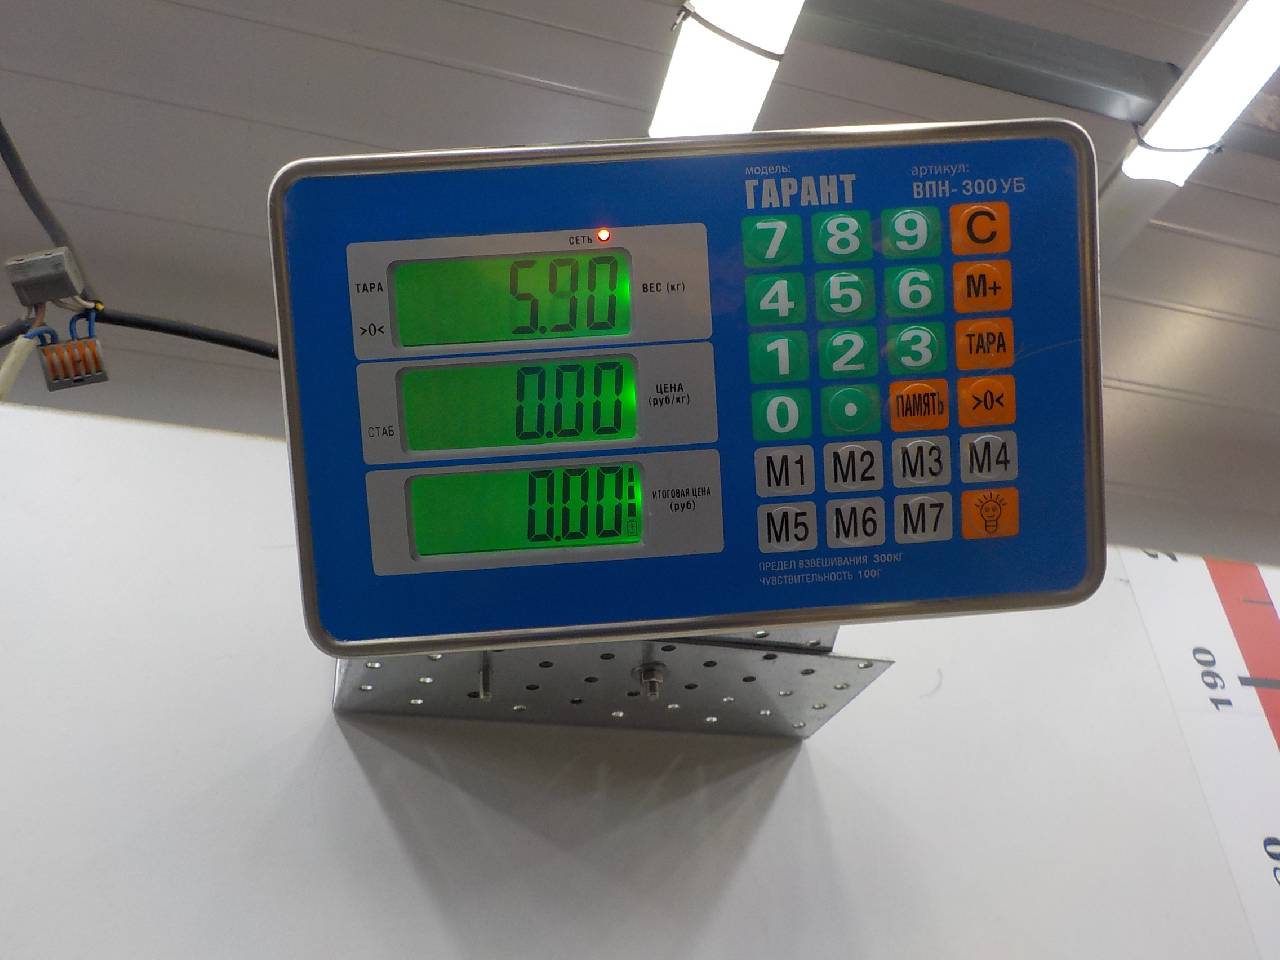 модель:
ГАРАНТ
артикул:
ВПН-300УБ
СЕТЬ
ТАРА
>0<
5.90
ВЕС (кг)
0.00
ЦЕНА
(руб/кг)
СТАБ
0.00
ИТОГОВАЯ ЦЕНА
(руб)
7 8 9 C
4 5 6 M+
1 2 3 ТАРА
0 . ПАМЯТЬ >0<
M1 M2 M3 M4
M5 M6 M7
ПРЕДЕЛ ВЗВЕШИВАНИЯ 300КГ
ЧУВСТВИТЕЛЬНОСТЬ 100Г
190